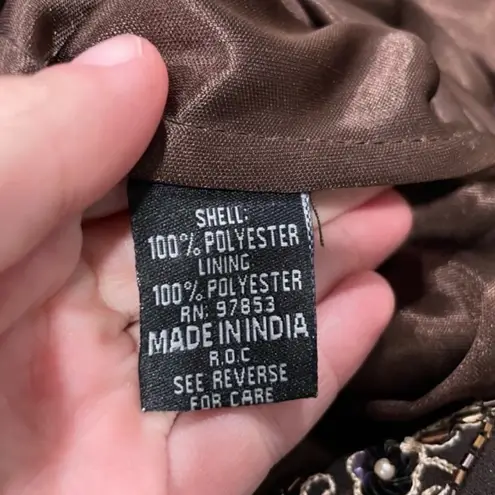 SHELL:
100% POLYESTER
LINING
100% POLYESTER
RN: 97853
MADE IN INDIA
R.O.C
SEE REVERSE
FOR CARE